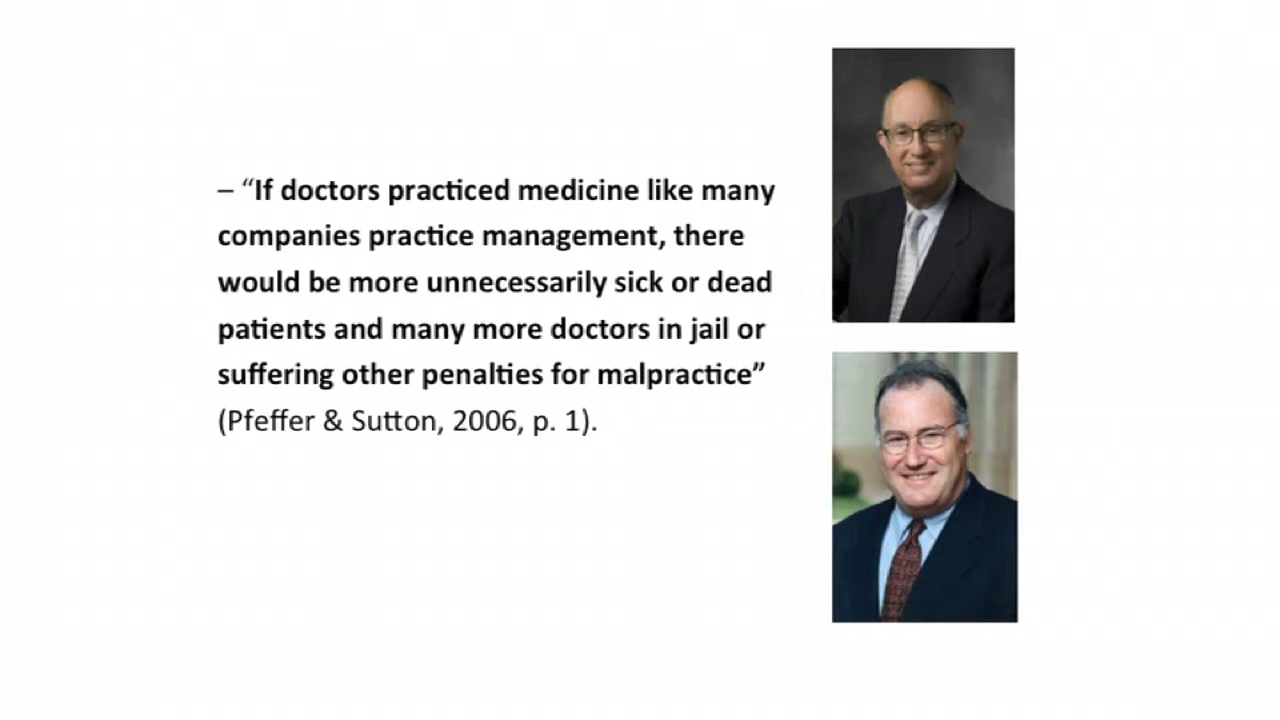 – “If doctors practiced medicine like many
companies practice management, there
would be more unnecessarily sick or dead
patients and many more doctors in jail or
suffering other penalties for malpractice”
(Pfeffer & Sutton, 2006, p. 1).